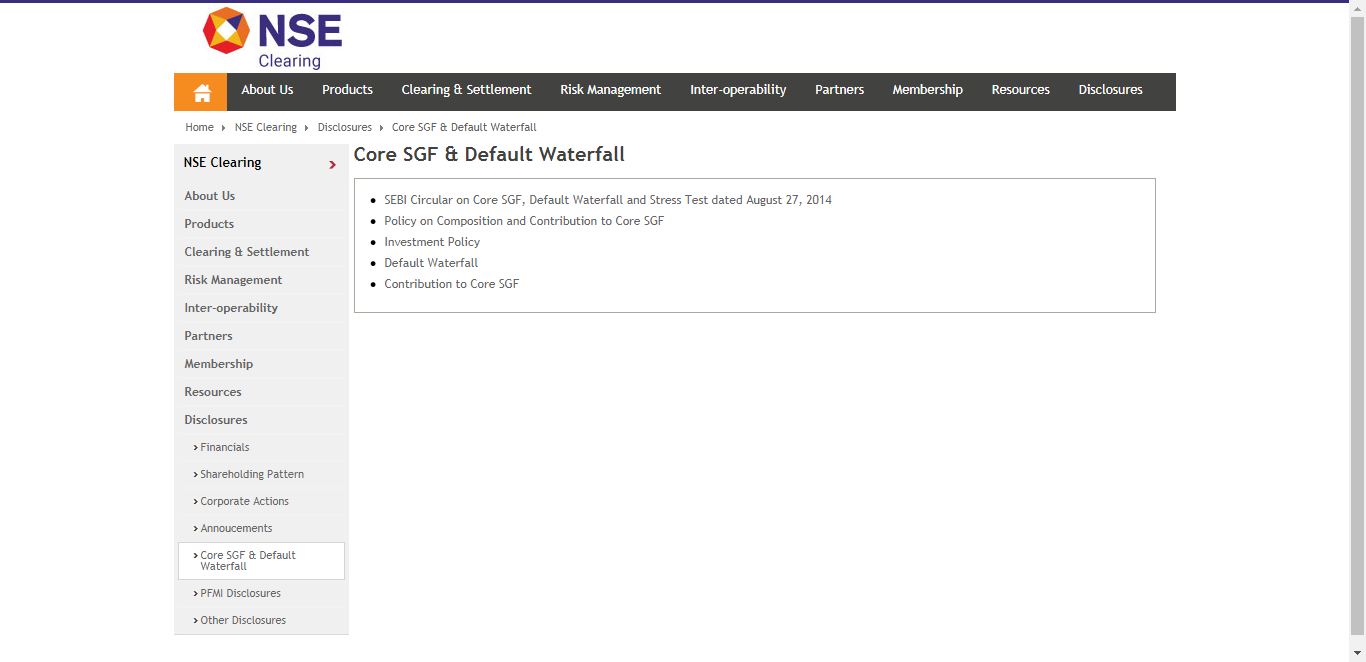 NSE
Clearing
About Us Products Clearing & Settlement Risk Management Inter-operability Partners Membership Resources Disclosures
Home NSE Clearing Disclosures Core SGF & Default Waterfall
NSE Clearing
About Us
Products
Clearing & Settlement
Risk Management
Inter-operability
Partners
Membership
Resources
Disclosures
Financials
Shareholding Pattern
Corporate Actions
Annoucements
Core SGF & Default
Waterfall
PFMI Disclosures
Other Disclosures
Core SGF & Default Waterfall
SEBI Circular on Core SGF, Default Waterfall and Stress Test dated August 27, 2014
Policy on Composition and Contribution to Core SGF
Investment Policy
Default Waterfall
Contribution to Core SGF